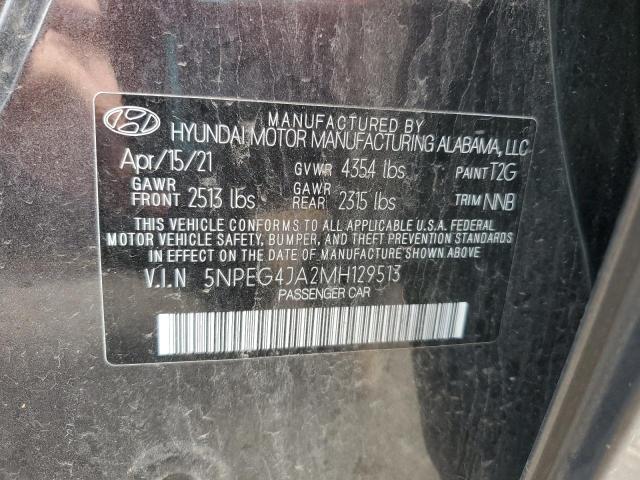 MANUFACTURED BY
HYUNDAI MOTOR MANUFACTURING ALABAMA, LLC
Apr/15/21 GVWR 4354 lbs PAINT T2G
GAWR FRONT 2513 lbs GAWR REAR 2315 lbs TRIM NNB
THIS VEHICLE CONFORMS TO ALL APPLICABLE U.S.A. FEDERAL
MOTOR VEHICLE SAFETY, BUMPER, AND THEFT PREVENTION STANDARDS
IN EFFECT ON THE DATE OF MANUFACTURE SHOWN ABOVE.
V.I.N 5NPEG4JA2MH129513
PASSENGER CAR